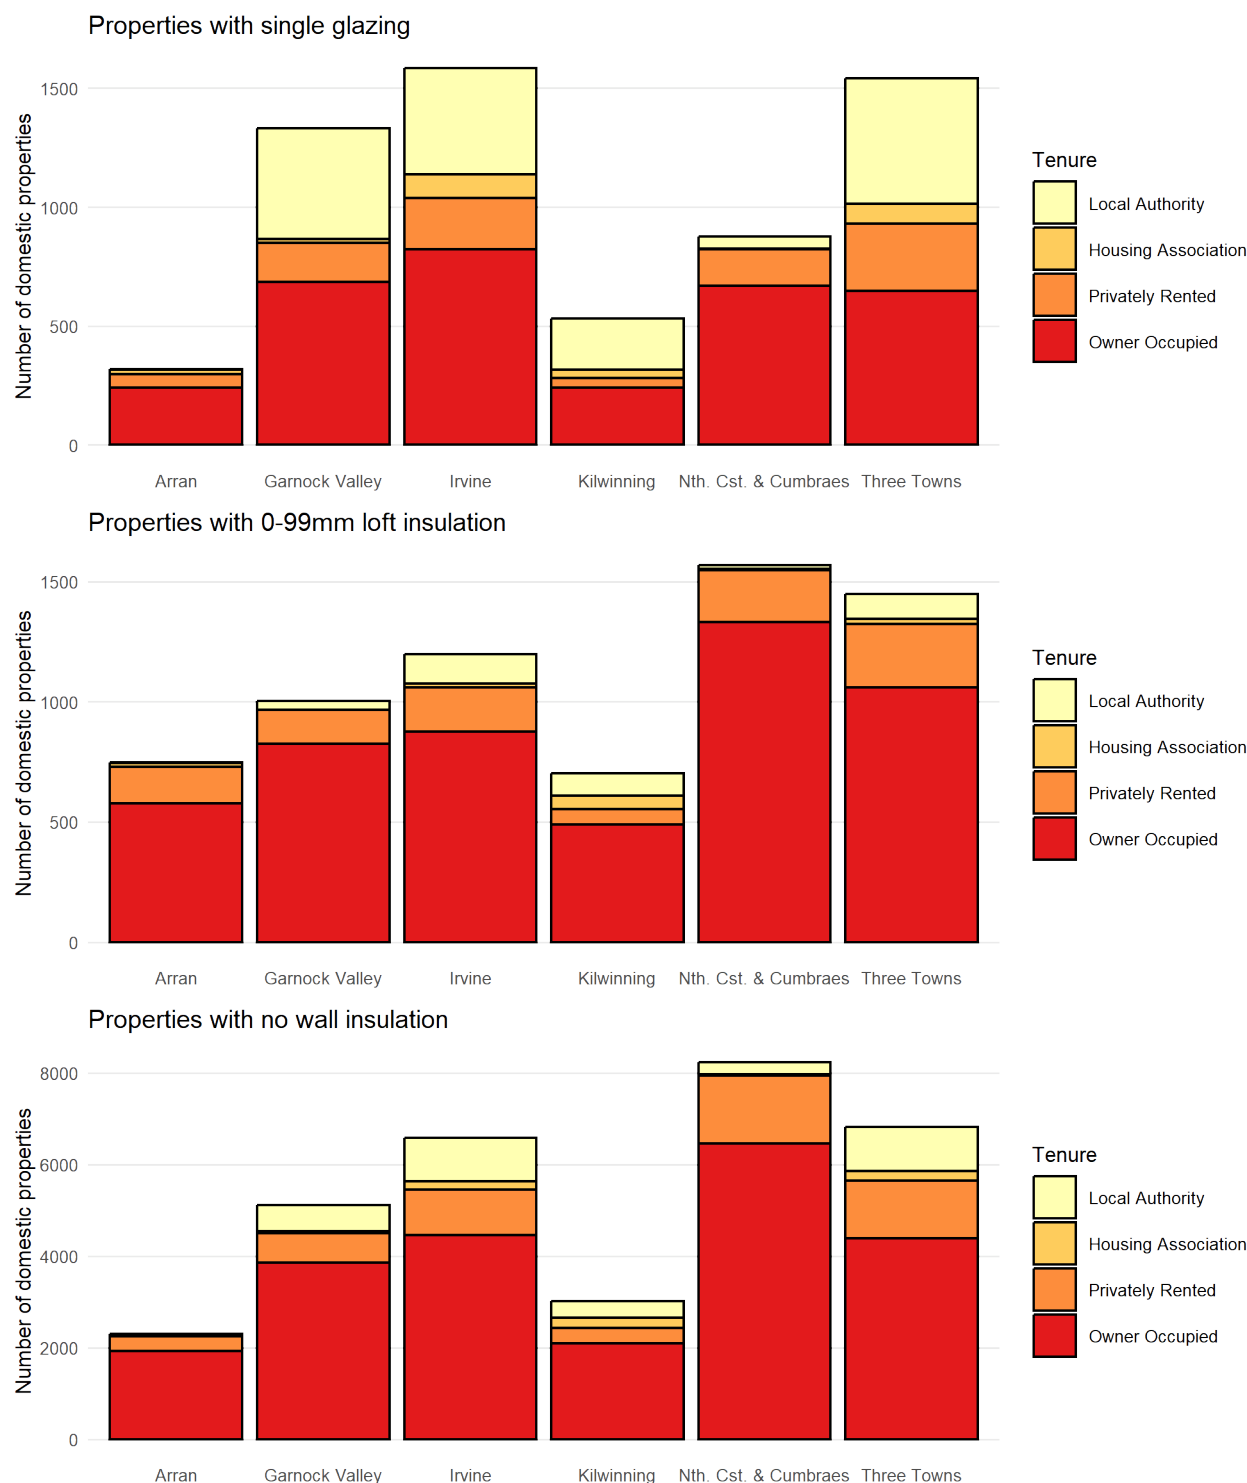 Properties with single glazing
Number of domestic properties
1500
1000
500
0
Arran Garnock Valley Irvine Kilwinning Nth. Cst. & Cumbraes Three Towns
Tenure
Local Authority
Housing Association
Privately Rented
Owner Occupied
Properties with 0-99mm loft insulation
Number of domestic properties
1500
1000
500
0
Arran Garnock Valley Irvine Kilwinning Nth. Cst. & Cumbraes Three Towns
Tenure
Local Authority
Housing Association
Privately Rented
Owner Occupied
Properties with no wall insulation
Number of domestic properties
8000
6000
4000
2000
0
Arran Garnock Valley Irvine Kilwinning Nth. Cst. & Cumbraes Three Towns
Tenure
Local Authority
Housing Association
Privately Rented
Owner Occupied